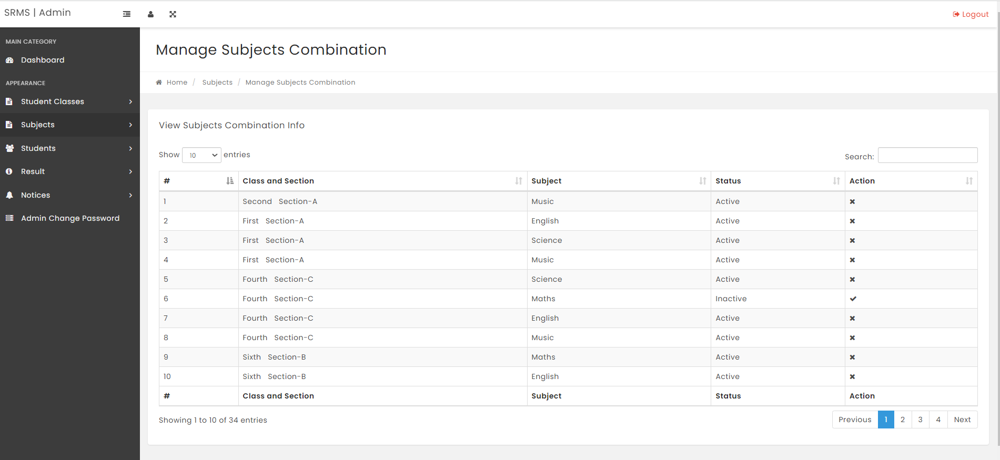 SRMS | Admin
Logout
MAIN CATEGORY
Dashboard
APPEARANCE
Student Classes
Subjects
Students
Result
Notices
Admin Change Password
Manage Subjects Combination
Home / Subjects / Manage Subjects Combination
View Subjects Combination Info
Show 10 entries
Search:
# Class and Section Subject Status Action
1 Second Section-A Music Active
2 First Section-A English Active
3 First Section-A Science Active
4 First Section-A Music Active
5 Fourth Section-C Science Active
6 Fourth Section-C Maths Inactive
7 Fourth Section-C English Active
8 Fourth Section-C Music Active
9 Sixth Section-B Maths Active
10 Sixth Section-B English Active
# Class and Section Subject Status Action
Showing 1 to 10 of 34 entries
Previous 1 2 3 4 Next